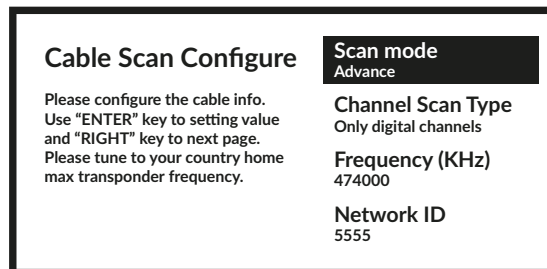 Cable Scan Configure
Please configure the cable info.
Use “ENTER” key to setting value
and “RIGHT” key to next page.
Please tune to your country home
max transponder frequency.
Scan mode
Advance
Channel Scan Type
Only digital channels
Frequency (KHz)
474000
Network ID
5555